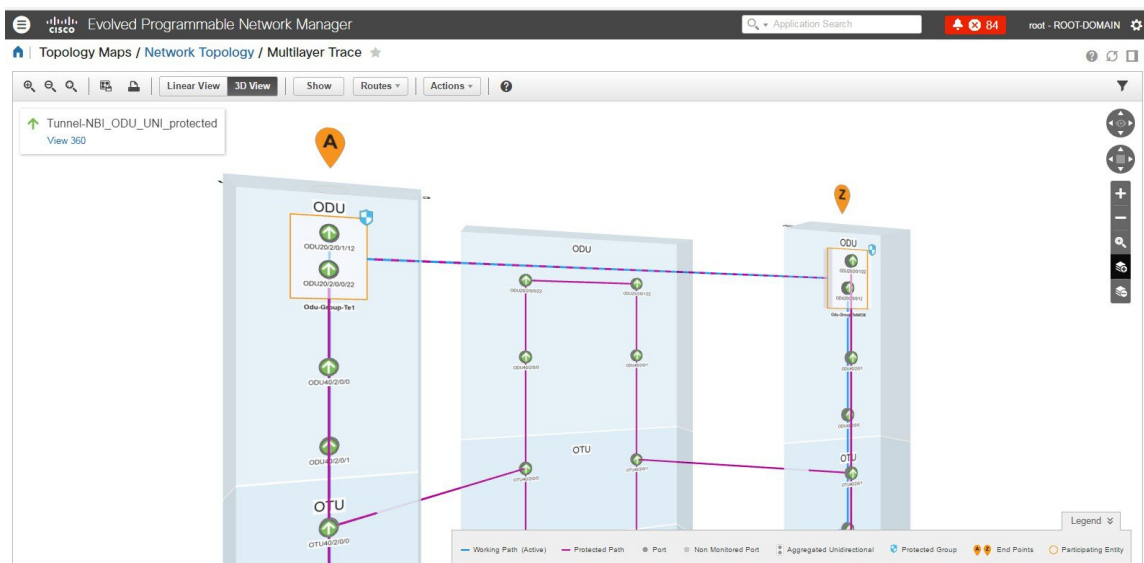 cisco Evolved Programmable Network Manager
Application Search
84
root - ROOT-DOMAIN
Topology Maps / Network Topology / Multilayer Trace
Linear View
3D View
Show
Routes
Actions
Tunnel-NBI_ODU_UNI_protected
View 360
A
Z
ODU
ODU20/2/0/1/12
ODU20/2/0/0/22
Odu-Group-Te1
ODU40/2/0/0
ODU40/2/0/1
OTU
OTU40/2/0/0
ODU
OTU
ODU
OTU
Legend
Working Path (Active)
Protected Path
Port
Non Monitored Port
Aggregated Unidirectional
Protected Group
A Z End Points
Participating Entity